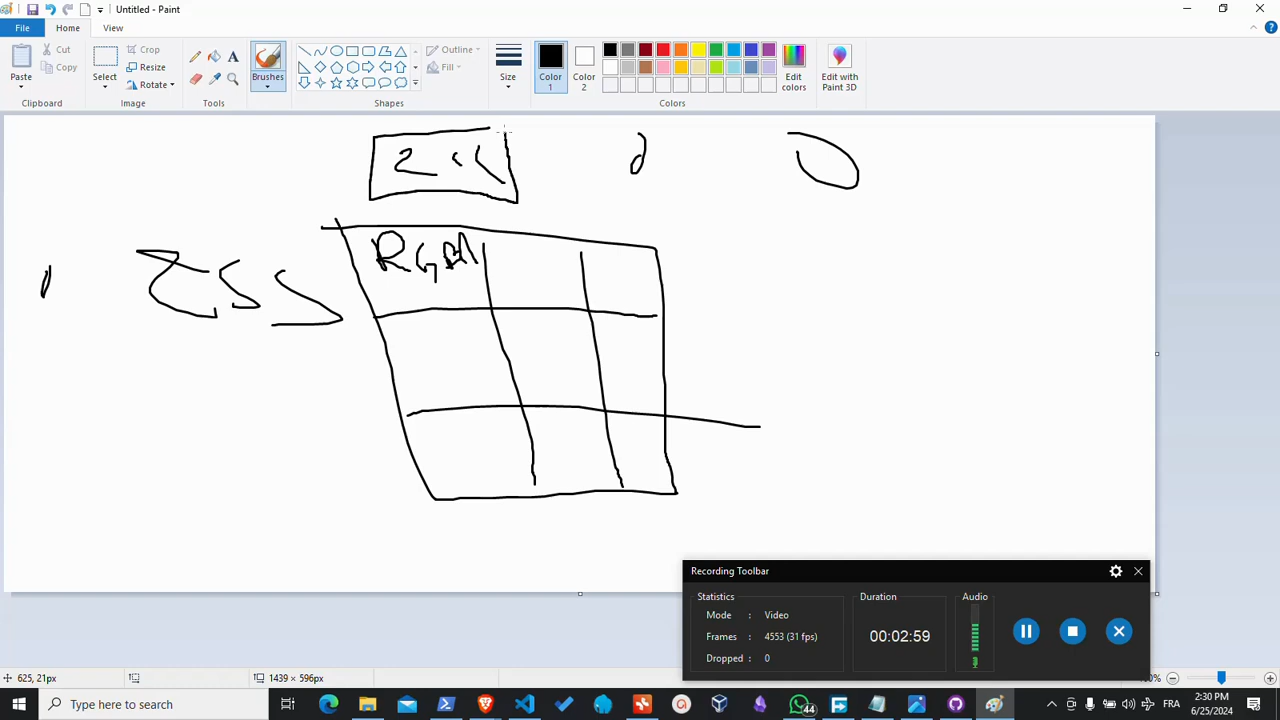 Untitled - Paint
File Home View
Paste Cut Copy Clipboard
Select Crop Resize Rotate Image
Tools
Brushes
Shapes Outline Fill
Size
Color 1 Color 2
Edit colors
Colors
Edit with Paint 3D
RGM
Recording Toolbar
Statistics Duration Audio
Mode : Video
Frames : 4553 (31 fps)
Dropped : 0
00:02:59
625, 21px 1439 × 596px
Type here to search
44
FRA
2:30 PM
6/25/2024